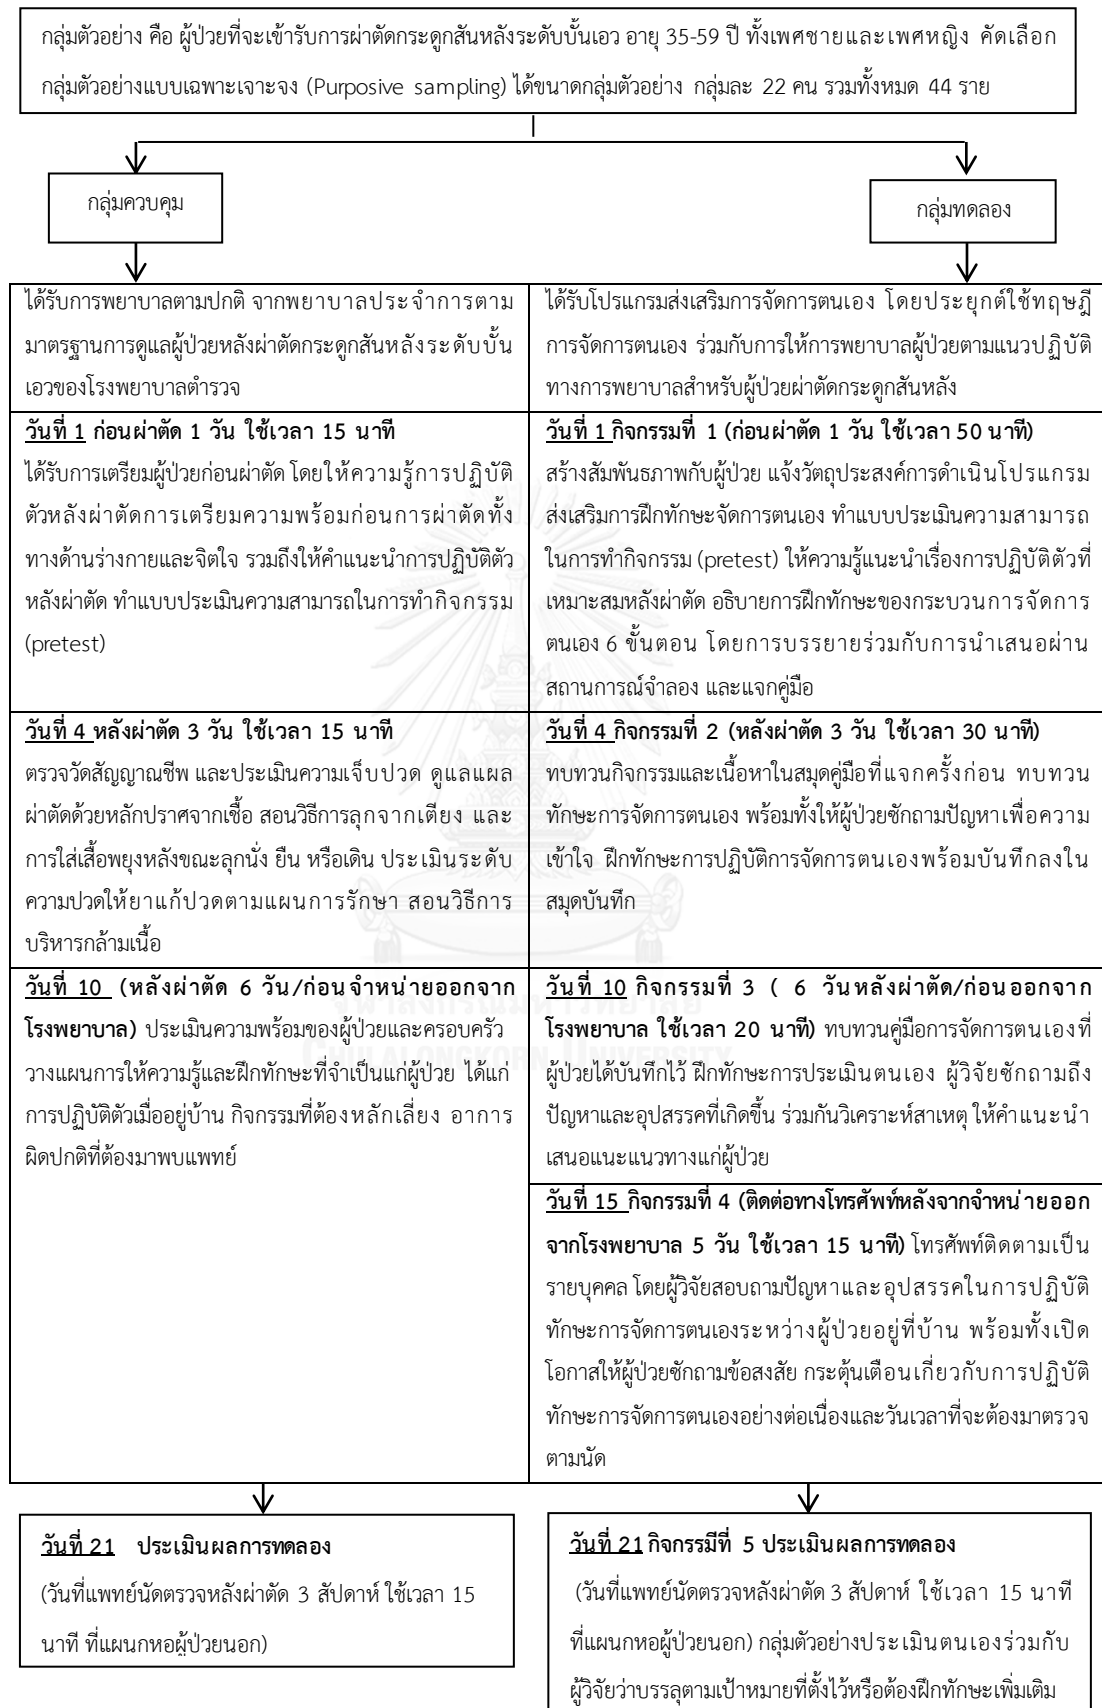 กลุ่มตัวอย่าง คือ ผู้ป่วยที่จะเข้ารับการผ่าตัดกระดูกสันหลังระดับบั้นเอว อายุ 35-59 ปี ทั้งเพศชายและเพศหญิง คัดเลือก
กลุ่มตัวอย่างแบบเฉพาะเจาะจง (Purposive sampling) ได้ขนาดกลุ่มตัวอย่าง กลุ่มละ 22 คน รวมทั้งหมด 44 ราย
กลุ่มควบคุม
กลุ่มทดลอง
ได้รับการพยาบาลตามปกติ จากพยาบาลประจำการตาม
มาตรฐานการดูแลผู้ป่วยหลังผ่าตัดกระดูกสันหลังระดับบั้น
เอวของโรงพยาบาลตำรวจ
ได้รับโปรแกรมส่งเสริมการจัดการตนเอง โดยประยุกต์ใช้ทฤษฎี
การจัดการตนเอง ร่วมกับการให้การพยาบาลผู้ป่วยตามแนวปฏิบัติ
ทางการพยาบาลสำหรับผู้ป่วยผ่าตัดกระดูกสันหลัง
วันที่ 1 ก่อนผ่าตัด 1 วัน ใช้เวลา 15 นาที
ได้รับการเตรียมผู้ป่วยก่อนผ่าตัด โดยให้ความรู้การปฏิบัติ
ตัวหลังผ่าตัดการเตรียมความพร้อมก่อนการผ่าตัดทั้ง
ทางด้านร่างกายและจิตใจ รวมถึงให้คำแนะนำการปฏิบัติตัว
หลังผ่าตัด ทำแบบประเมินความสามารถในการทำกิจกรรม
(pretest)
วันที่ 1 กิจกรรมที่ 1 (ก่อนผ่าตัด 1 วัน ใช้เวลา 50 นาที)
สร้างสัมพันธภาพกับผู้ป่วย แจ้งวัตถุประสงค์การดำเนินโปรแกรม
ส่งเสริมการฝึกทักษะจัดการตนเอง ทำแบบประเมินความสามารถ
ในการทำกิจกรรม (pretest) ให้ความรู้แนะนำเรื่องการปฏิบัติตัวที่
เหมาะสมหลังผ่าตัด อธิบายการฝึกทักษะของกระบวนการจัดการ
ตนเอง 6 ขั้นตอน โดยการบรรยายร่วมกับการนำเสนอผ่าน
สถานการณ์จำลอง และแจกคู่มือ
วันที่ 4 หลังผ่าตัด 3 วัน ใช้เวลา 15 นาที
ตรวจวัดสัญญาณชีพ และประเมินความเจ็บปวด ดูแลแผล
ผ่าตัดด้วยหลักปราศจากเชื้อ สอนวิธีการลุกจากเตียง และ
การใส่เสื้อพยุงหลังขณะลุกนั่ง ยืน หรือเดิน ประเมินระดับ
ความปวดให้ยาแก้ปวดตามแผนการรักษา สอนวิธีการ
บริหารกล้ามเนื้อ
วันที่ 4 กิจกรรมที่ 2 (หลังผ่าตัด 3 วัน ใช้เวลา 30 นาที)
ทบทวนกิจกรรมและเนื้อหาในสมุดคู่มือที่แจกครั้งก่อน ทบทวน
ทักษะการจัดการตนเอง พร้อมทั้งให้ผู้ป่วยซักถามปัญหาเพื่อความ
เข้าใจ ฝึกทักษะการปฏิบัติการจัดการตนเองพร้อมบันทึกลงใน
สมุดบันทึก
วันที่ 10 (หลังผ่าตัด 6 วัน/ก่อนจำหน่ายออกจาก
โรงพยาบาล) ประเมินความพร้อมของผู้ป่วยและครอบครัว
วางแผนการให้ความรู้และฝึกทักษะที่จำเป็นแก่ผู้ป่วย ได้แก่
การปฏิบัติตัวเมื่ออยู่บ้าน กิจกรรมที่ต้องหลักเลี่ยง อาการ
ผิดปกติที่ต้องมาพบแพทย์
วันที่ 10 กิจกรรมที่ 3 ( 6 วันหลังผ่าตัด/ก่อนออกจาก
โรงพยาบาล ใช้เวลา 20 นาที) ทบทวนคู่มือการจัดการตนเองที่
ผู้ป่วยได้บันทึกไว้ ฝึกทักษะการประเมินตนเอง ผู้วิจัยซักถามถึง
ปัญหาและอุปสรรคที่เกิดขึ้น ร่วมกันวิเคราะห์สาเหตุ ให้คำแนะนำ
เสนอแนะแนวทางแก่ผู้ป่วย
จุฬาลงกรณ์มหาวิทยาลัย
CHULALONGKORN UNIVERSITY
วันที่ 15 กิจกรรมที่ 4 (ติดต่อทางโทรศัพท์หลังจากจำหน่ายออก
จากโรงพยาบาล 5 วัน ใช้เวลา 15 นาที) โทรศัพท์ติดตามเป็น
รายบุคคล โดยผู้วิจัยสอบถามปัญหาและอุปสรรคในการปฏิบัติ
ทักษะการจัดการตนเองระหว่างผู้ป่วยอยู่ที่บ้าน พร้อมทั้งเปิด
โอกาสให้ผู้ป่วยซักถามข้อสงสัย กระตุ้นเตือนเกี่ยวกับการปฏิบัติ
ทักษะการจัดการตนเองอย่างต่อเนื่องและวันเวลาที่จะต้องมาตรวจ
ตามนัด
วันที่ 21 ประเมินผลการทดลอง
(วันที่แพทย์นัดตรวจหลังผ่าตัด 3 สัปดาห์ ใช้เวลา 15
นาที ที่แผนกหอผู้ป่วยนอก)
วันที่ 21 กิจกรรมีที่ 5 ประเมินผลการทดลอง
(วันที่แพทย์นัดตรวจหลังผ่าตัด 3 สัปดาห์ ใช้เวลา 15 นาที
ที่แผนกหอผู้ป่วยนอก) กลุ่มตัวอย่างประเมินตนเองร่วมกับ
ผู้วิจัยว่าบรรลุตามเป้าหมายที่ตั้งไว้หรือต้องฝึกทักษะเพิ่มเติม